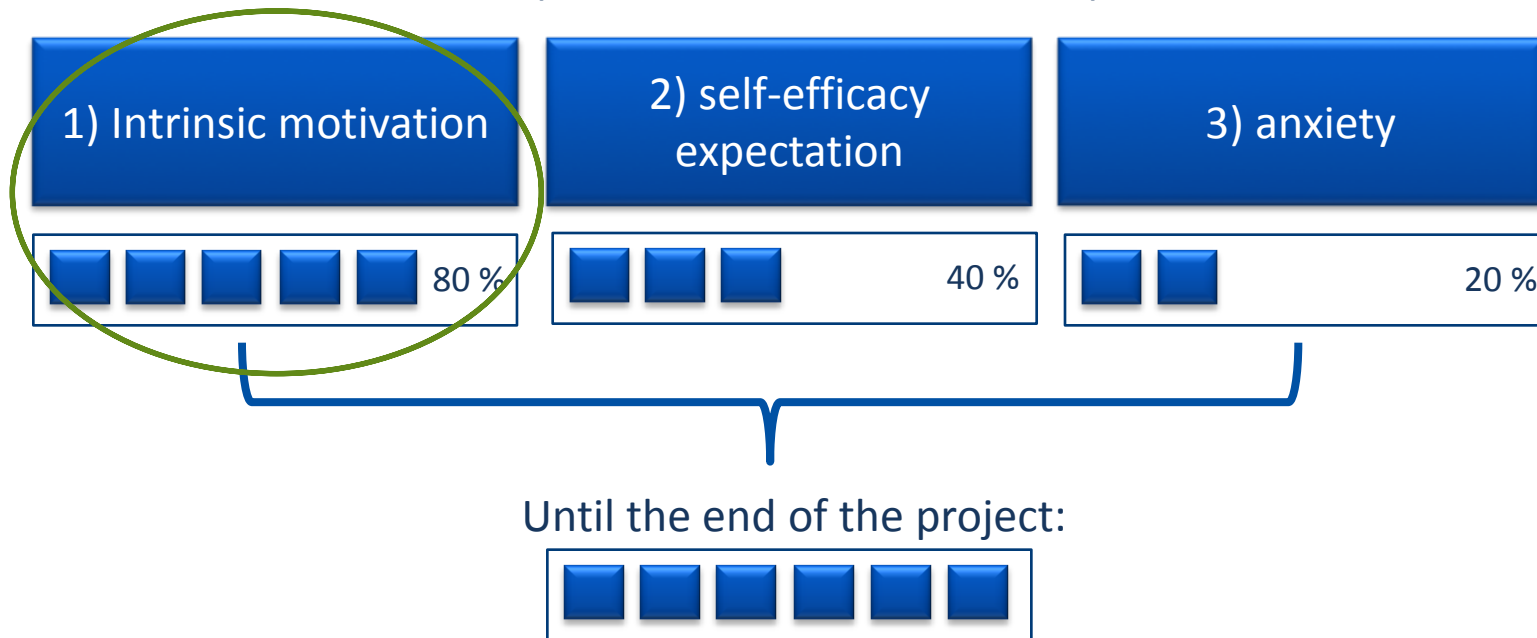 1) Intrinsic motivation
2) self-efficacy
expectation
3) anxiety
80 %
40 %
20 %
Until the end of the project: